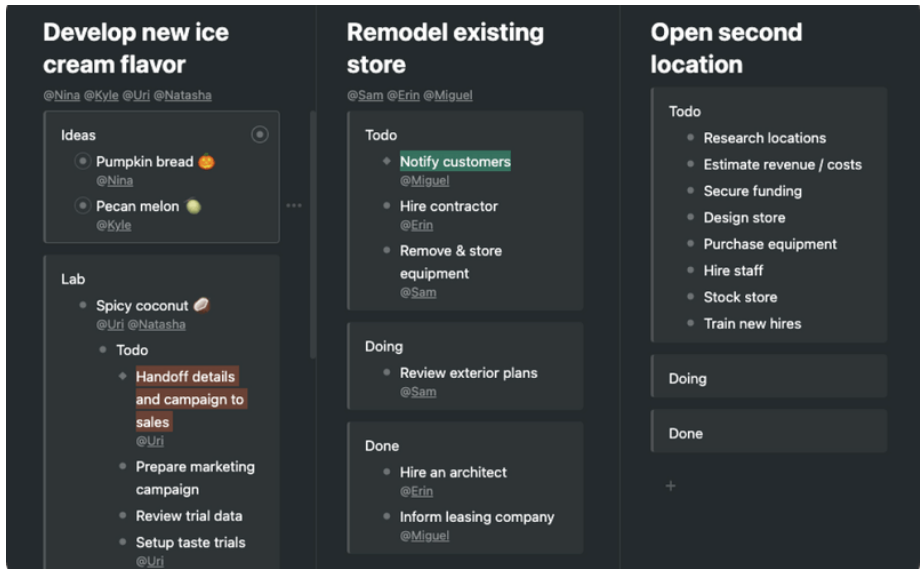 Develop new ice
cream flavor
@Nina @Kyle @Uri @Natasha
Ideas
Pumpkin bread 🎃
@Nina
Pecan melon 🍈
@Kyle
Lab
Spicy coconut 🥥
@Uri @Natasha
Todo
Handoff details
and campaign to
sales
@Uri
Prepare marketing
campaign
Review trial data
Setup taste trials
@Uri
Remodel existing
store
@Sam @Erin @Miguel
Todo
Notify customers
@Miguel
Hire contractor
@Erin
Remove & store
equipment
@Sam
Doing
Review exterior plans
@Sam
Done
Hire an architect
@Erin
Inform leasing company
@Miguel
Open second
location
Todo
Research locations
Estimate revenue / costs
Secure funding
Design store
Purchase equipment
Hire staff
Stock store
Train new hires
Doing
Done